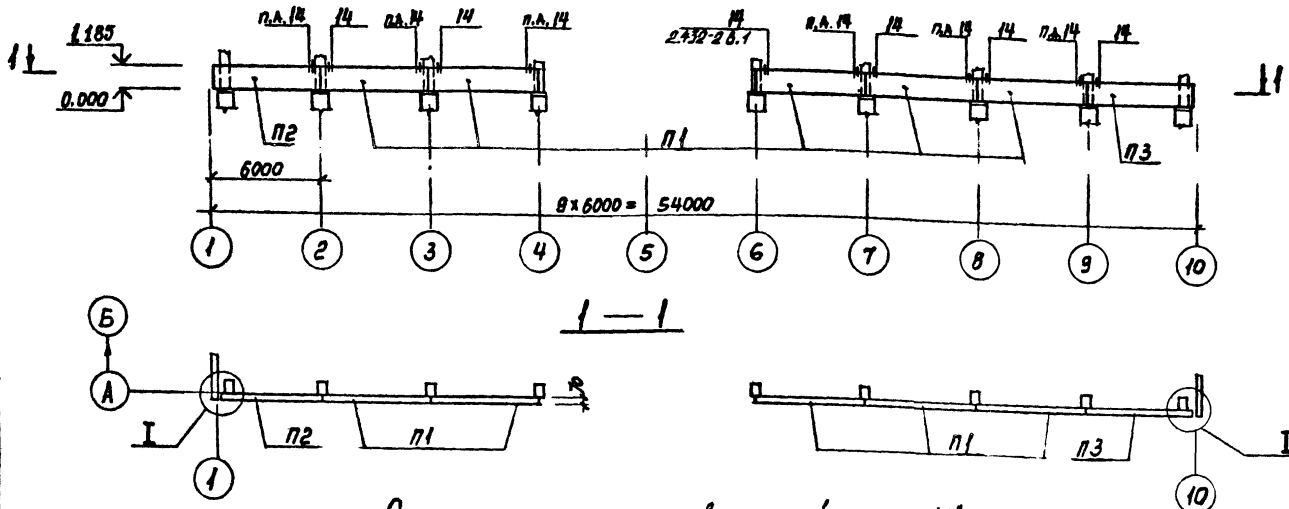 п.А.14 14 п.А.14 14 п.А.14
14 п.А.14 14 п.А.14 14 п.А.14 14
2.432-2 В.1
1.185
0.000
1 1
П2 П1 П3
6000
9 x 6000 = 54000
1 2 3 4 5 6 7 8 9 10
1 — 1
Б
А
70
I П2 П1 П1 П3 I
1 10